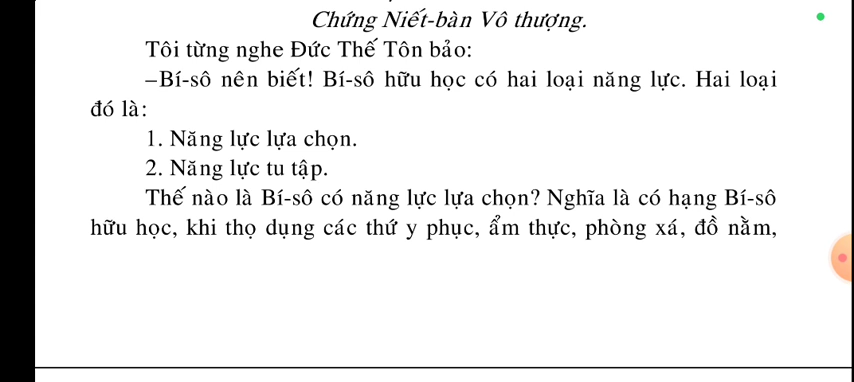 Chứng Niết-bàn Vô thượng.
Tôi từng nghe Đức Thế Tôn bảo:
–Bí-sô nên biết! Bí-sô hữu học có hai loại năng lực. Hai loại
đó là:
1. Năng lực lựa chọn.
2. Năng lực tu tập.
Thế nào là Bí-sô có năng lực lựa chọn? Nghĩa là có hạng Bí-sô
hữu học, khi thọ dụng các thứ y phục, ẩm thực, phòng xá, đồ nằm,